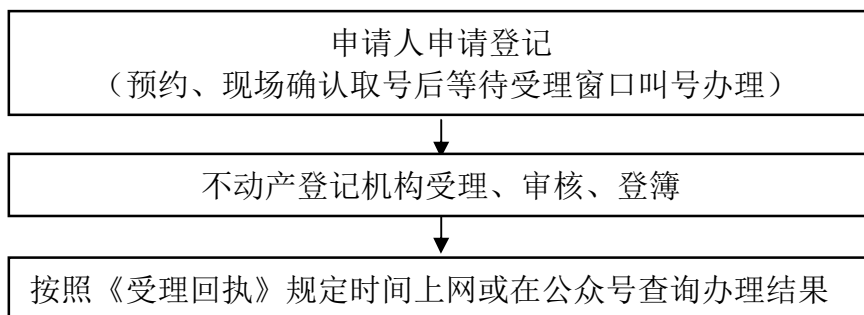 申请人申请登记
（预约、现场确认取号后等待受理窗口叫号办理）
不动产登记机构受理、审核、登簿
按照《受理回执》规定时间上网或在公众号查询办理结果